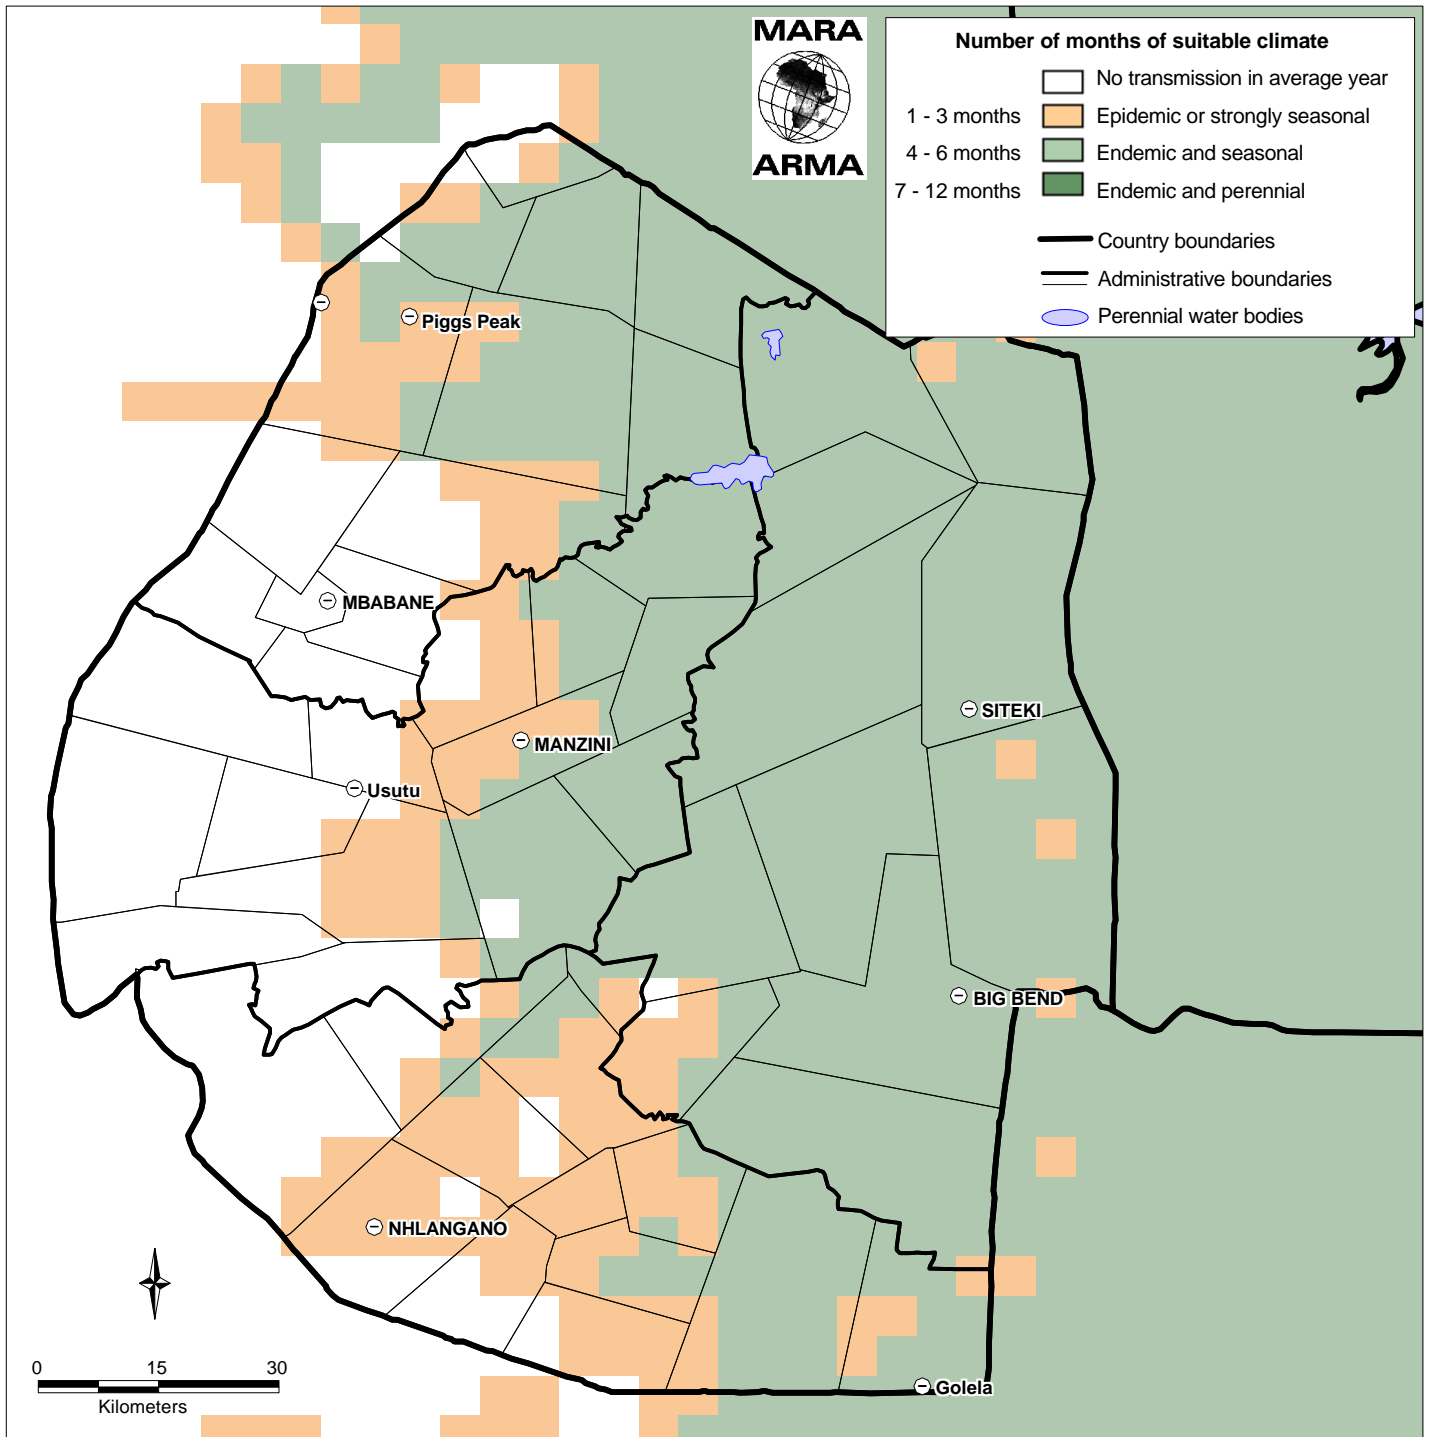 MARA
ARMA
Number of months of suitable climate
No transmission in average year
1 - 3 months Epidemic or strongly seasonal
4 - 6 months Endemic and seasonal
7 - 12 months Endemic and perennial
Country boundaries
Administrative boundaries
Perennial water bodies
Piggs Peak
MBABANE
SITEKI
MANZINI
Usutu
BIG BEND
NHLANGANO
Golela
0 15 30
Kilometers